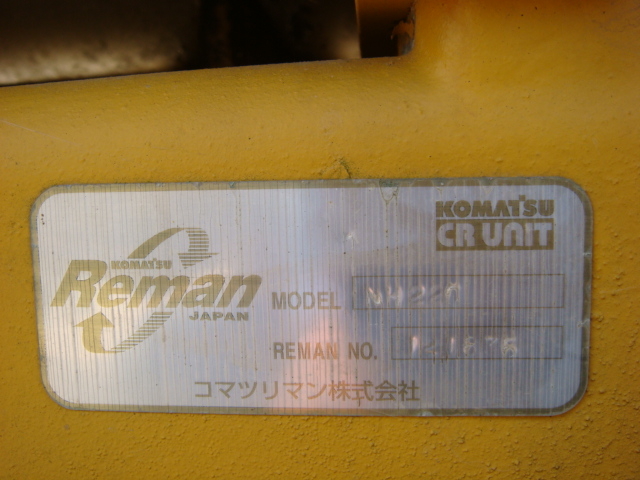 KOMATSU
CR UNIT
KOMATSU
Reman
JAPAN
MODEL
REMAN NO.
コマツリマン株式会社